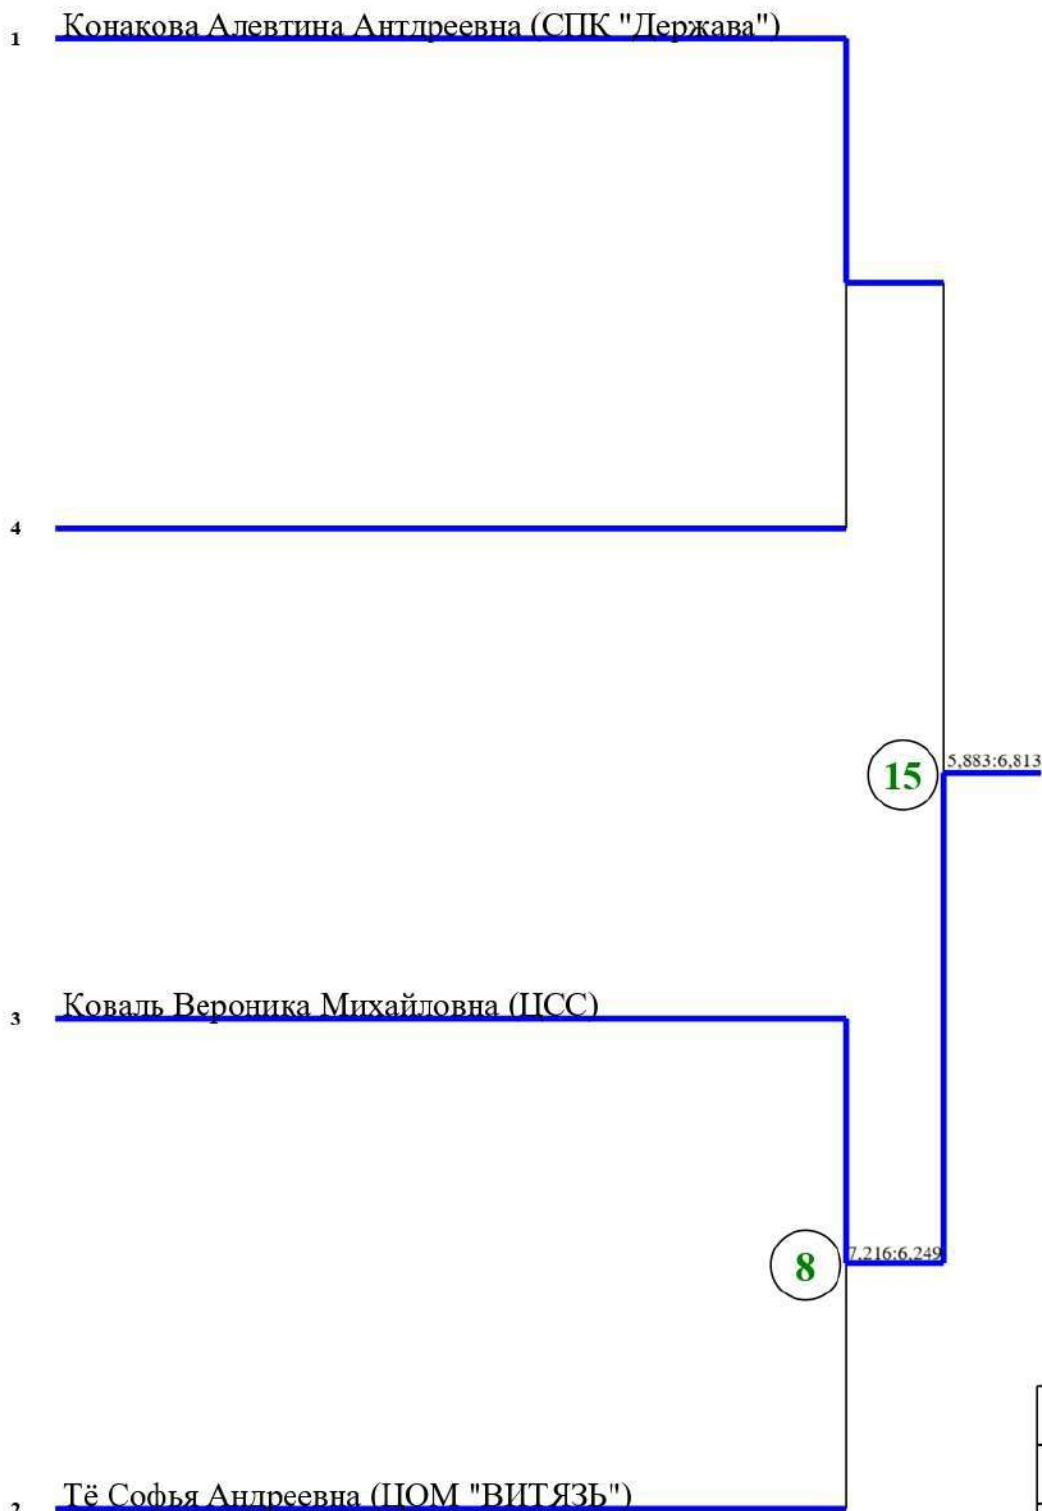 1 Конакова Алевтина Антдреевна (СПК "Держава")
4
5,883:6,813
15
3 Коваль Вероника Михайловна (ЦСС)
7,216:6,249
8
2 Тё Софья Андреевна (ЦОМ "ВИТЯЗЬ")